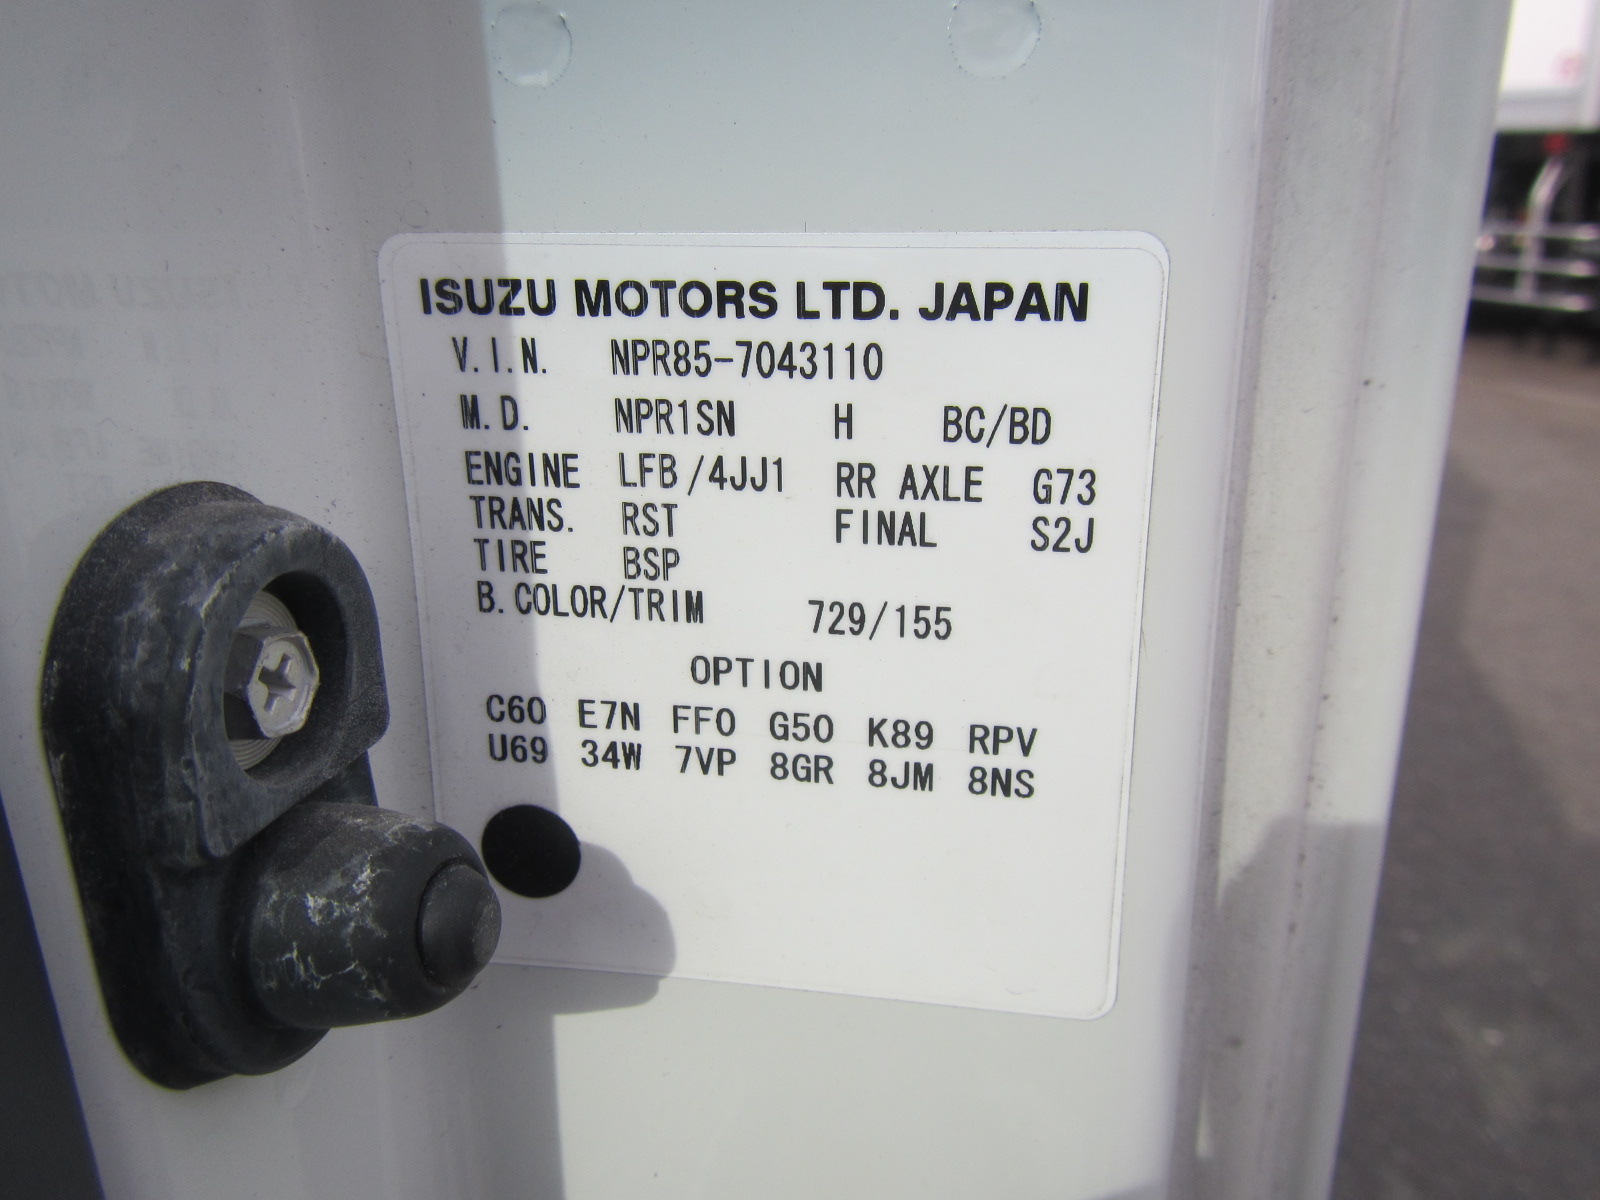 ISUZU MOTORS LTD. JAPAN
V.I.N. NPR85-7043110
M.D. NPR1SN H BC/BD
ENGINE LFB/4JJ1 RR AXLE G73
TRANS. RST FINAL S2J
TIRE BSP
B.COLOR/TRIM 729/155
OPTION
C60 E7N FF0 G50 K89 RPV
U69 34W 7VP 8GR 8JM 8NS